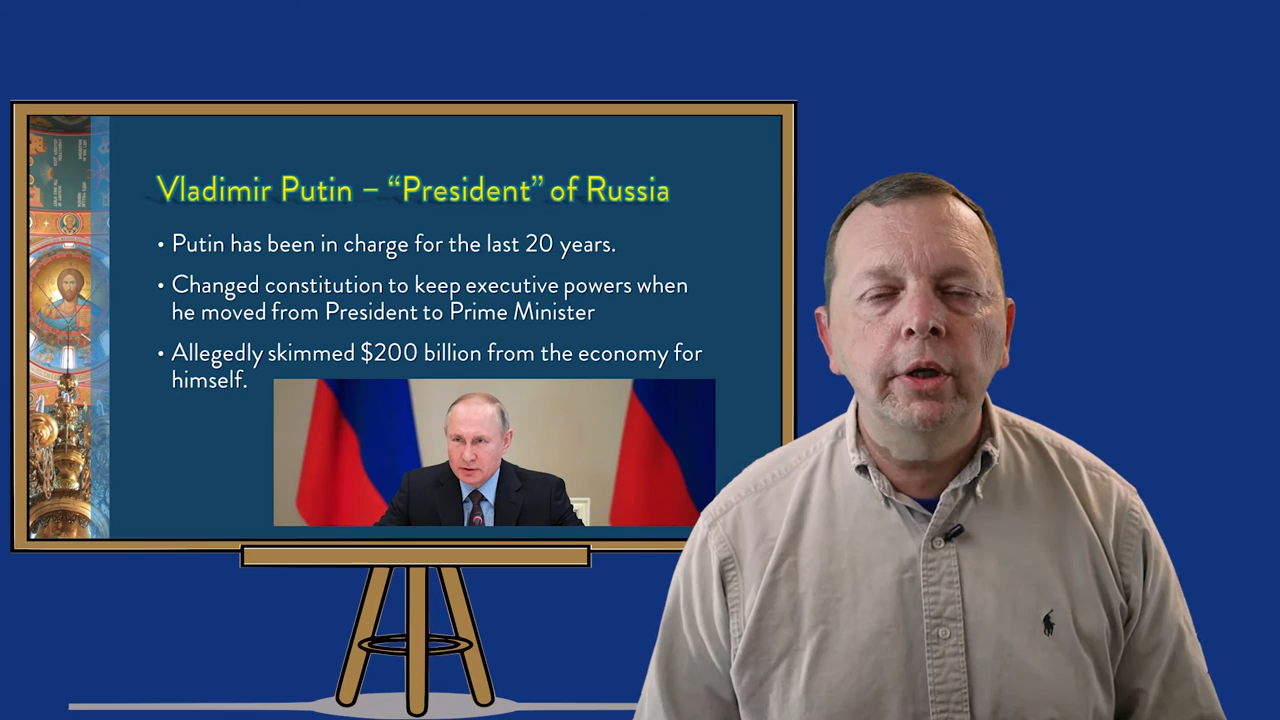 Vladimir Putin – “President” of Russia
• Putin has been in charge for the last 20 years.
• Changed constitution to keep executive powers when
he moved from President to Prime Minister
• Allegedly skimmed $200 billion from the economy for
himself.